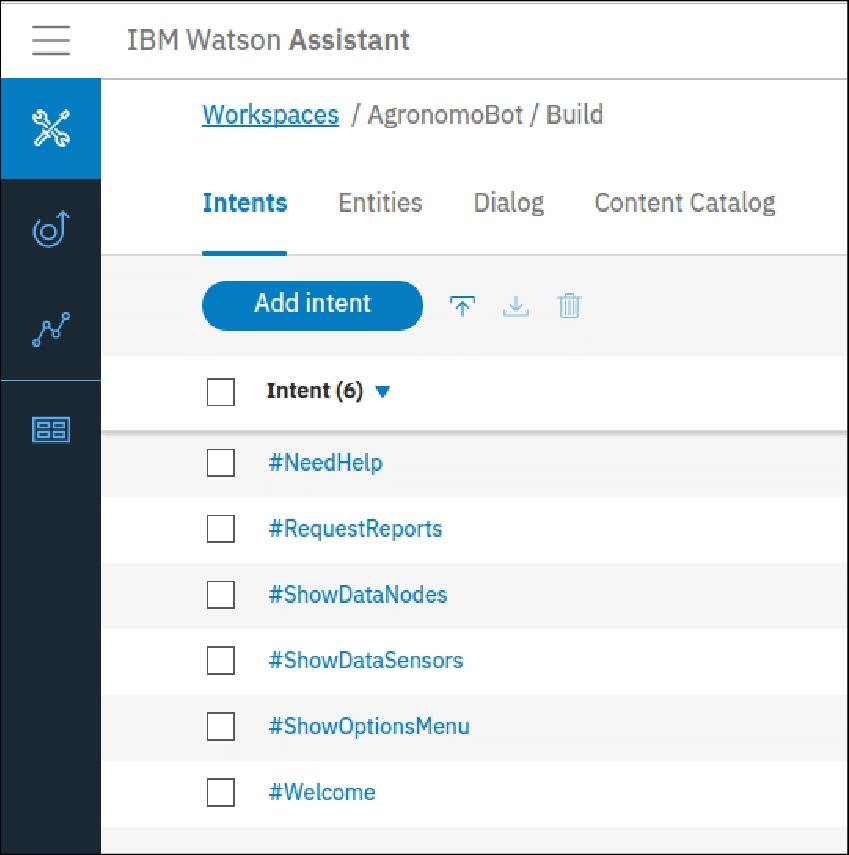 IBM Watson Assistant
Workspaces / AgronomoBot / Build
Intents Entities Dialog Content Catalog
Add intent
Intent (6)
#NeedHelp
#RequestReports
#ShowDataNodes
#ShowDataSensors
#ShowOptionsMenu
#Welcome